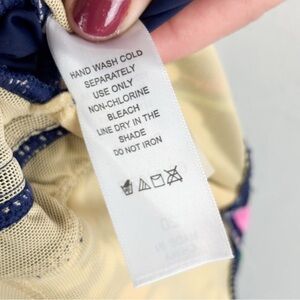 HAND WASH COLD
SEPARATELY
USE ONLY
NON-CHLORINE
BLEACH
LINE DRY IN THE
SHADE
DO NOT IRON